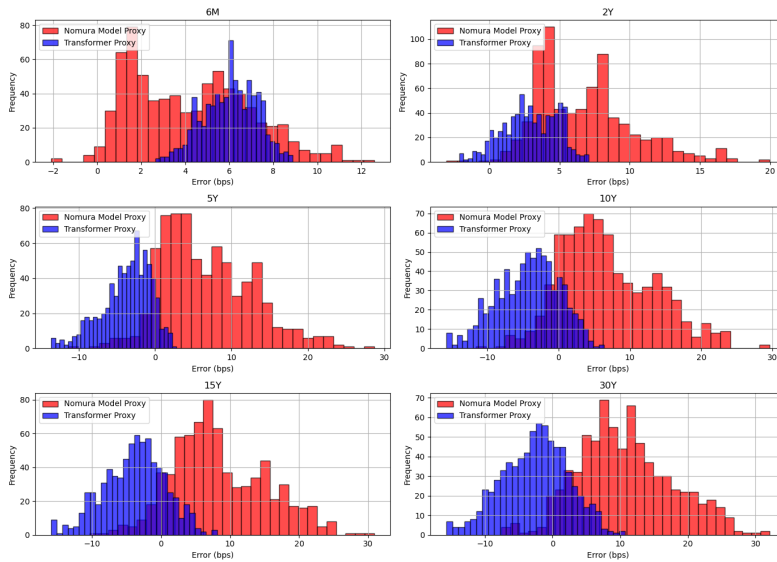 6M
Nomura Model Proxy
Transformer Proxy
Frequency
80
60
40
20
0
−2 0 2 4 6 8 10 12
Error (bps)
2Y
Nomura Model Proxy
Transformer Proxy
Frequency
100
80
60
40
20
0
0 5 10 15 20
Error (bps)
5Y
Nomura Model Proxy
Transformer Proxy
Frequency
80
60
40
20
0
−10 0 10 20 30
Error (bps)
10Y
Nomura Model Proxy
Transformer Proxy
Frequency
70
60
50
40
30
20
10
0
−10 0 10 20 30
Error (bps)
15Y
Nomura Model Proxy
Transformer Proxy
Frequency
80
60
40
20
0
−10 0 10 20 30
Error (bps)
30Y
Nomura Model Proxy
Transformer Proxy
Frequency
70
60
50
40
30
20
10
0
−10 0 10 20 30
Error (bps)